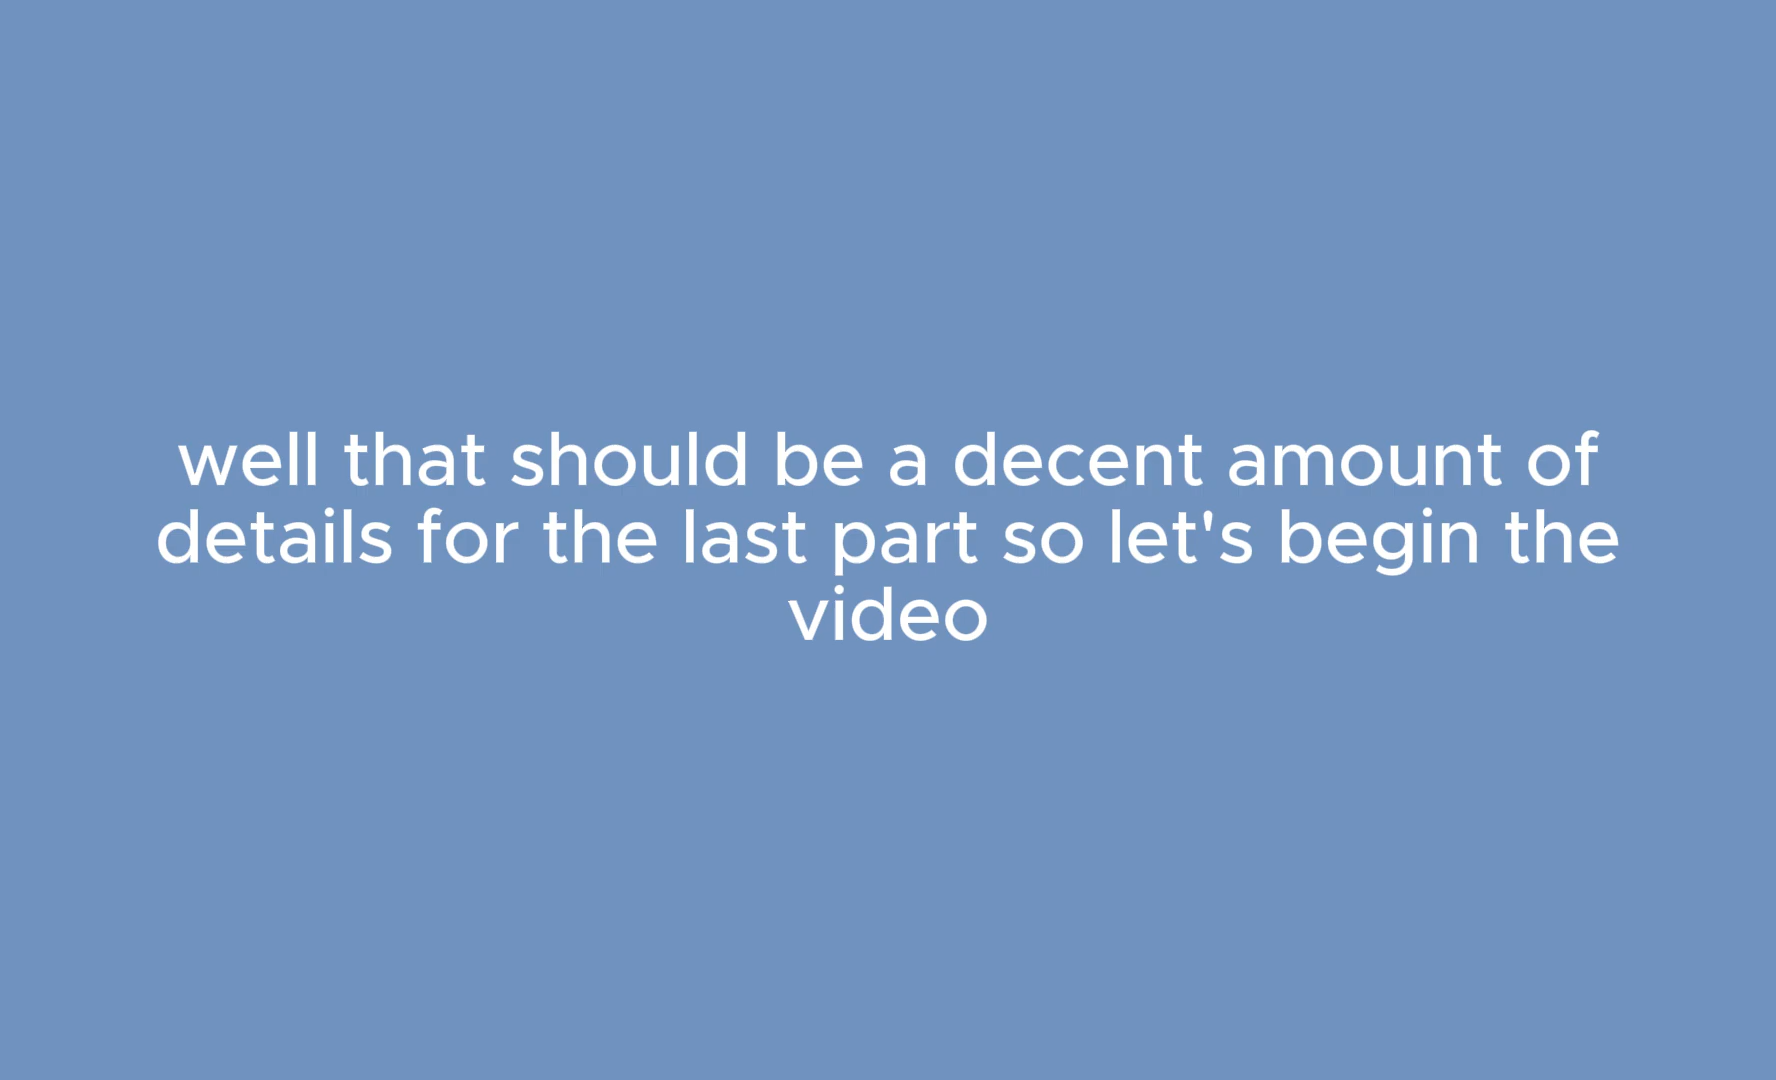 well that should be a decent amount of
details for the last part so let's begin the
video